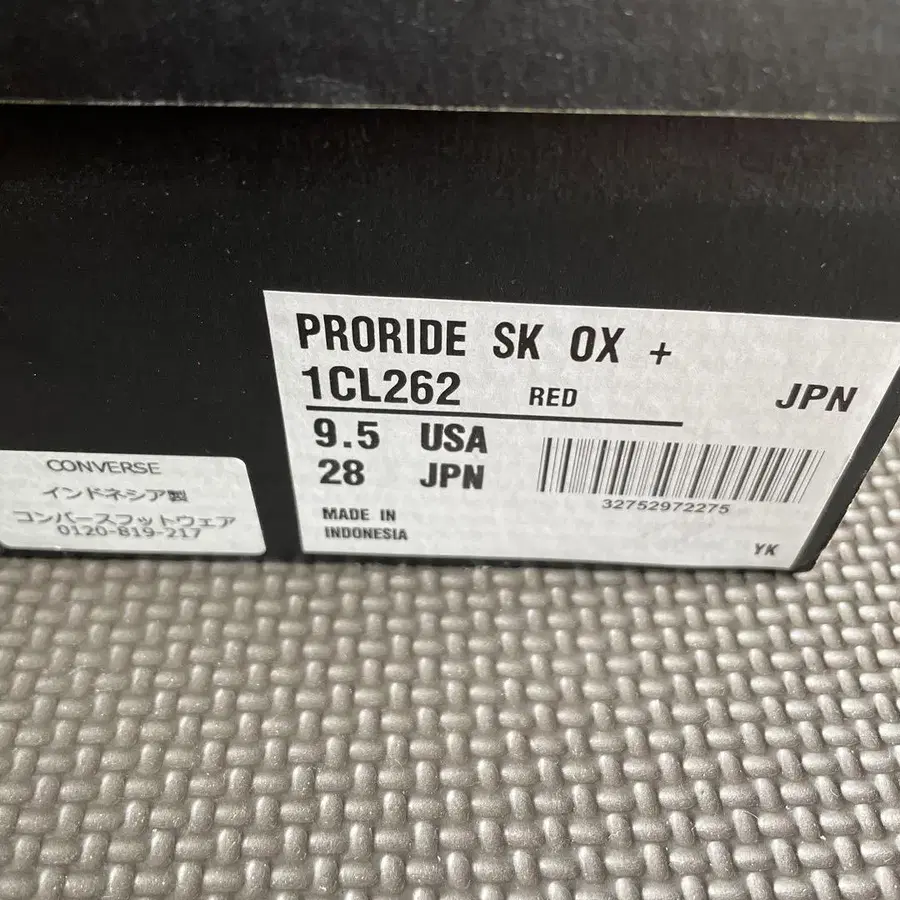 PRORIDE SK OX +
1CL262 RED JPN
9.5 USA
28 JPN
32752972275
MADE IN
INDONESIA
YK
CONVERSE
インドネシア製
コンバースフットウェア
0120-819-217